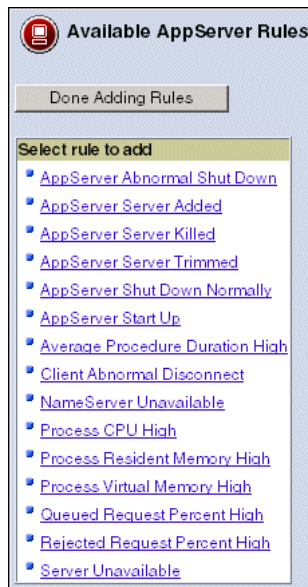 Available AppServer Rules
Done Adding Rules
Select rule to add
AppServer Abnormal Shut Down
AppServer Server Added
AppServer Server Killed
AppServer Server Trimmed
AppServer Shut Down Normally
AppServer Start Up
Average Procedure Duration High
Client Abnormal Disconnect
NameServer Unavailable
Process CPU High
Process Resident Memory High
Process Virtual Memory High
Queued Request Percent High
Rejected Request Percent High
Server Unavailable